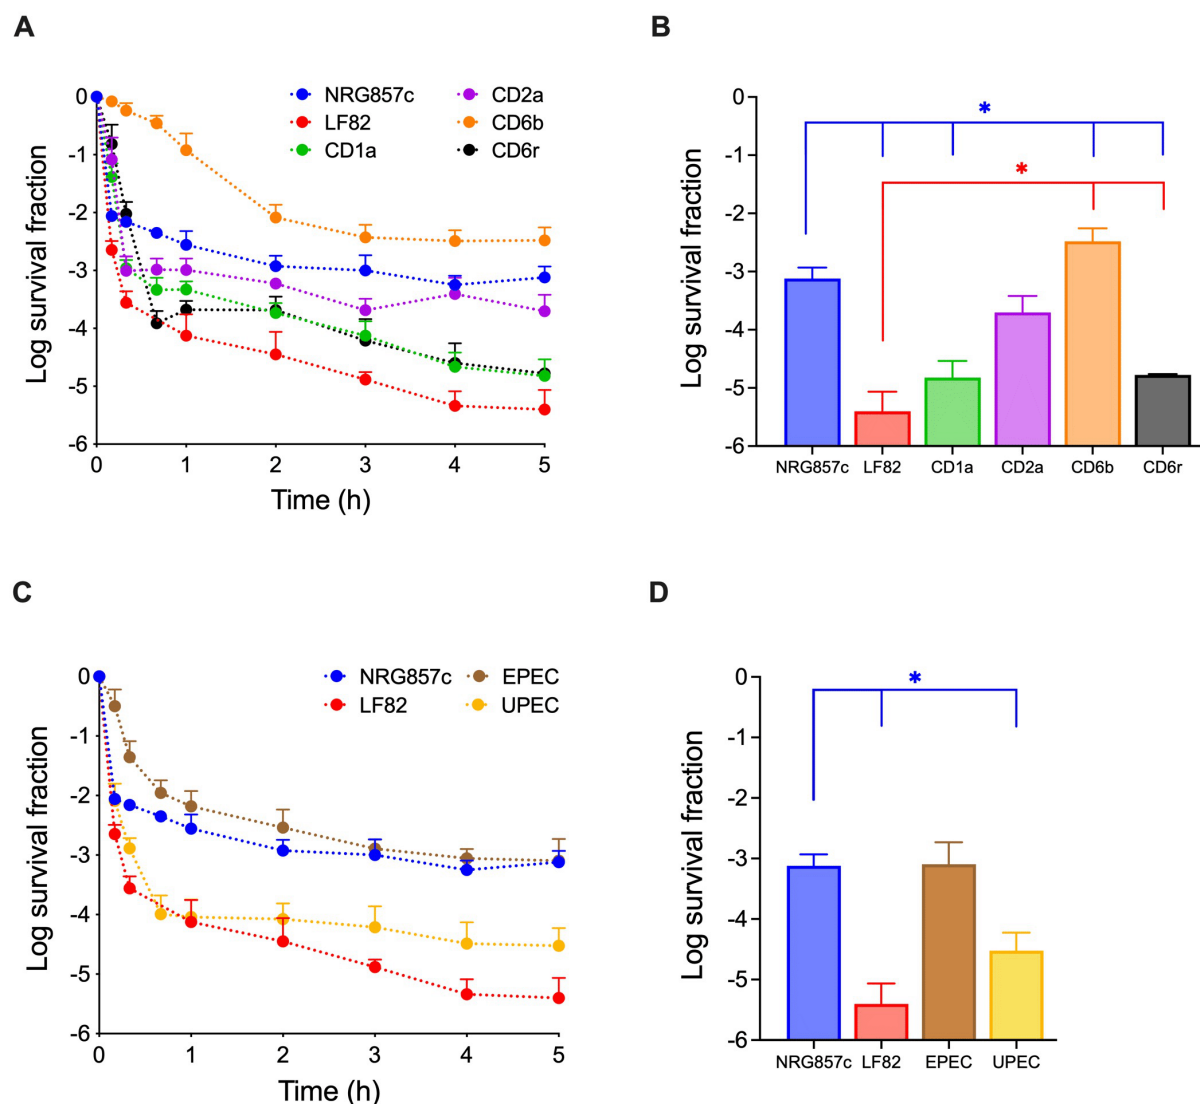 A
NRG857c
LF82
CD1a
CD2a
CD6b
CD6r
0
-1
-2
-3
-4
-5
-6
Log survival fraction
0 1 2 3 4 5
Time (h)
B
*
*
0
-1
-2
-3
-4
-5
-6
Log survival fraction
NRG857c LF82 CD1a CD2a CD6b CD6r
C
NRG857c
LF82
EPEC
UPEC
0
-1
-2
-3
-4
-5
-6
Log survival fraction
0 1 2 3 4 5
Time (h)
D
*
0
-1
-2
-3
-4
-5
-6
Log survival fraction
NRG857c LF82 EPEC UPEC